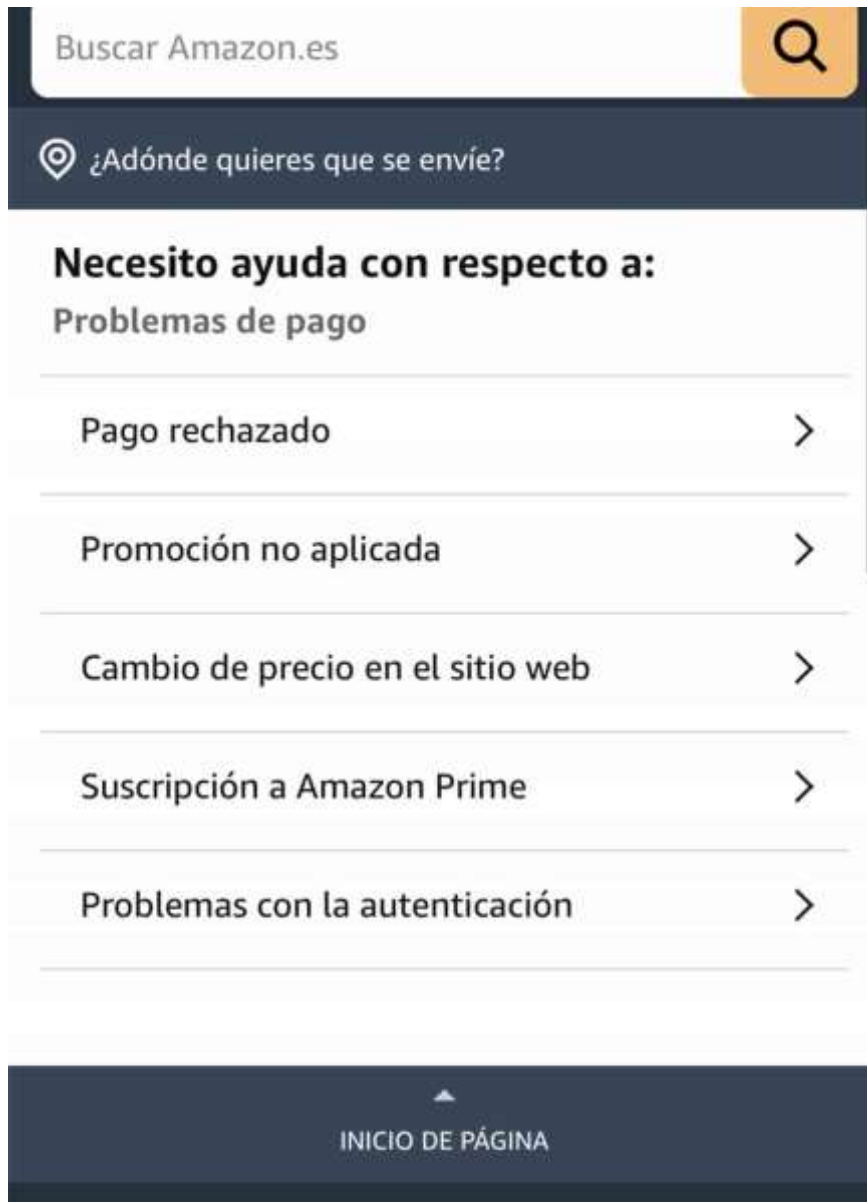 Buscar Amazon.es
¿Adónde quieres que se envíe?
Necesito ayuda con respecto a:
Problemas de pago
Pago rechazado
Promoción no aplicada
Cambio de precio en el sitio web
Suscripción a Amazon Prime
Problemas con la autenticación
INICIO DE PÁGINA